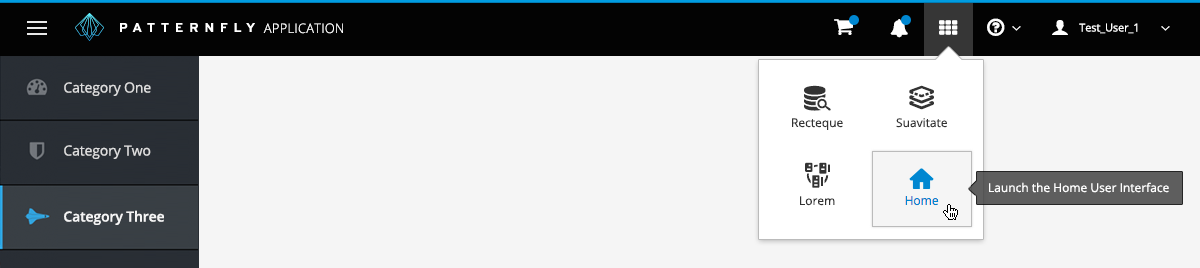 PATTERNFLY APPLICATION
Test_User_1
Category One
Category Two
Category Three
Recteque
Suavitate
Lorem
Home
Launch the Home User Interface